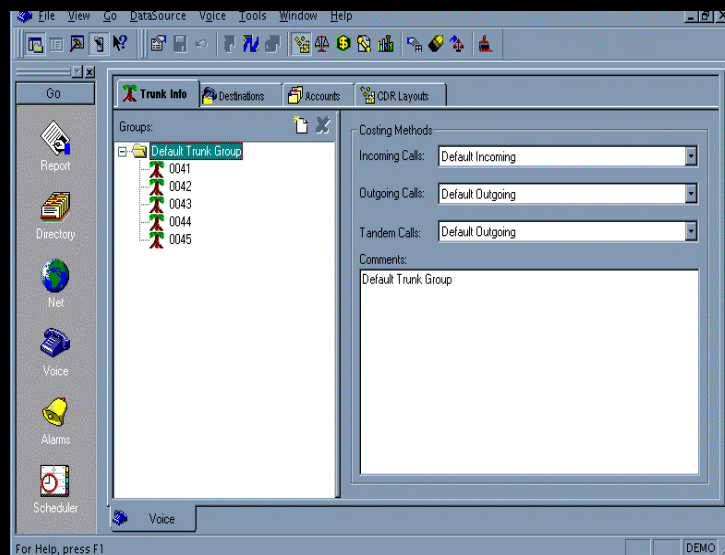 File View Go DataSource Voice Tools Window Help
Go
Trunk Info Destinations Accounts CDR Layouts
Groups:
Default Trunk Group
0041
0042
0043
0044
0045
Costing Methods
Incoming Calls: Default Incoming
Outgoing Calls: Default Outgoing
Tandem Calls: Default Outgoing
Comments:
Default Trunk Group
Report
Directory
Net
Voice
Alarms
Scheduler
Voice
For Help, press F1
DEMO